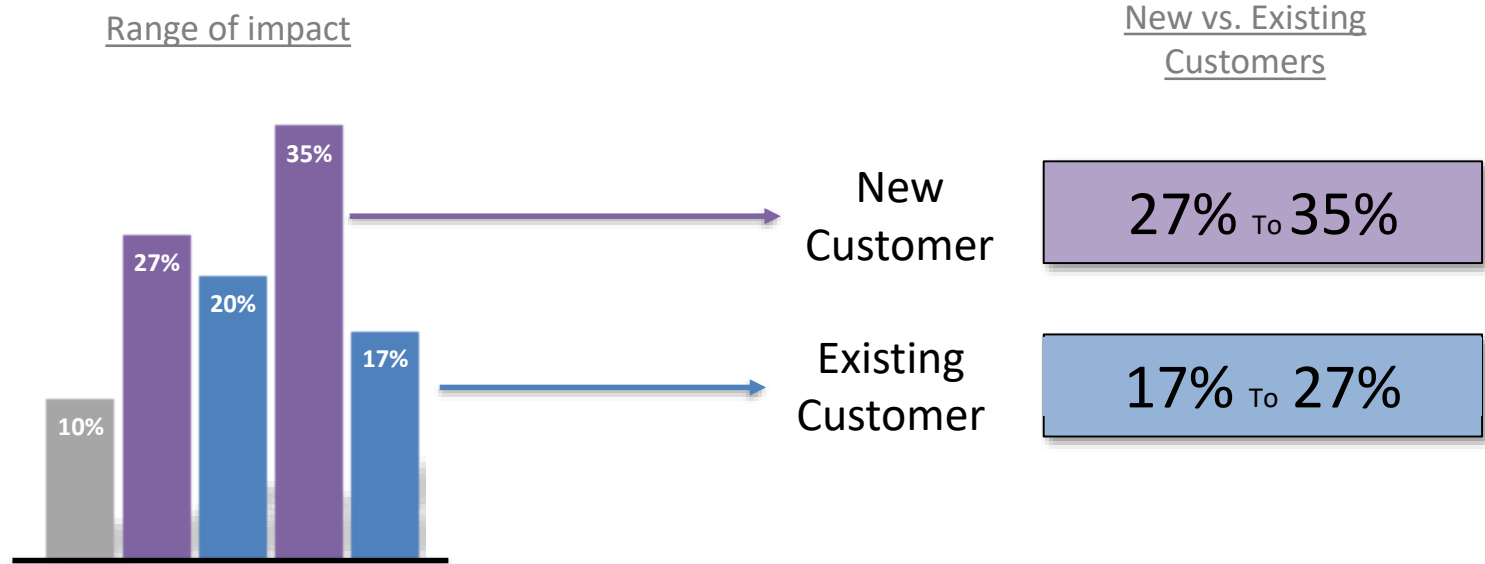 Range of impact
New vs. Existing
Customers
35%
27%
20%
17%
10%
New
Customer
27% To 35%
Existing
Customer
17% To 27%